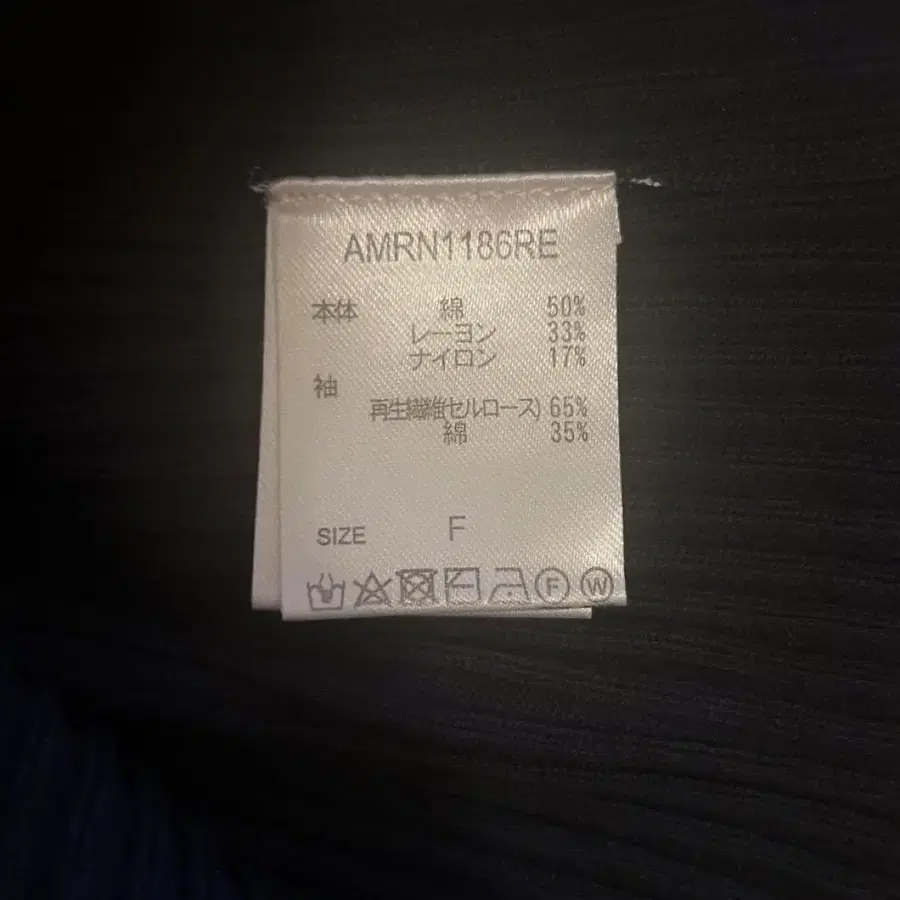 AMRN1186RE
本体 綿 50%
レーヨン 33%
ナイロン 17%
袖
再生繊維(セルロース) 65%
綿 35%
SIZE F
F W